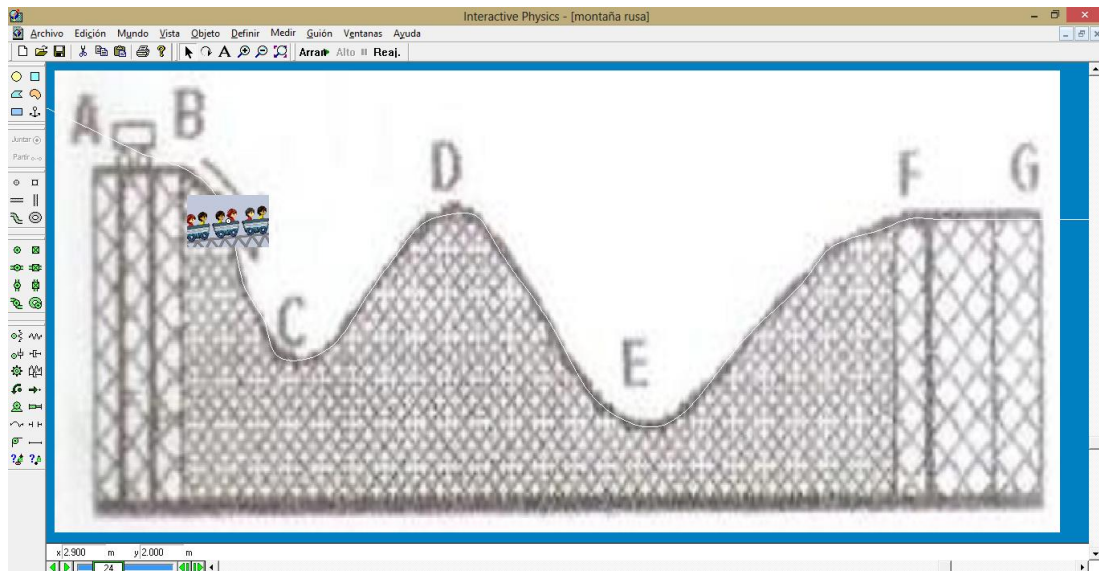 Interactive Physics - [montaña rusa]
Archivo Edición Mundo Vista Objeto Definir Medir Guión Ventanas Ayuda
Arran Alto Reaj.
Juntar
Partir
A B
D
F G
C
E
x 2.900 m y 2.000 m
24